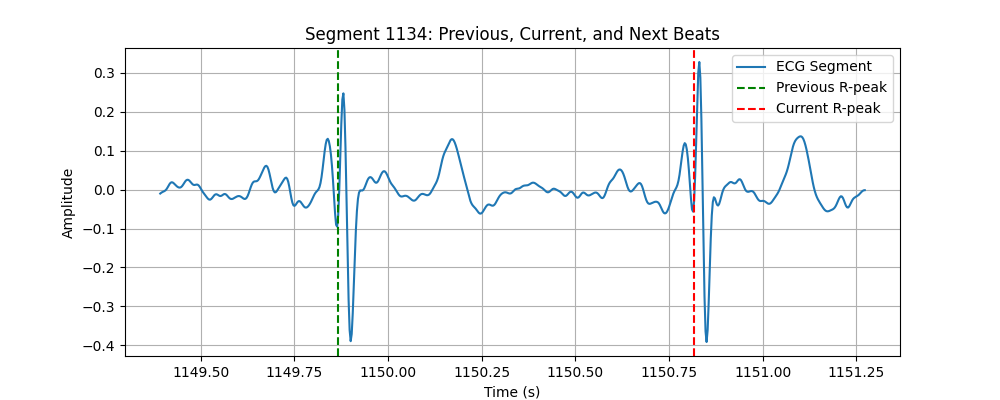 Segment 1134: Previous, Current, and Next Beats
ECG Segment
Previous R-peak
Current R-peak
Amplitude
0.3
0.2
0.1
0.0
−0.1
−0.2
−0.3
−0.4
1149.50
1149.75
1150.00
1150.25
1150.50
1150.75
1151.00
1151.25
Time (s)